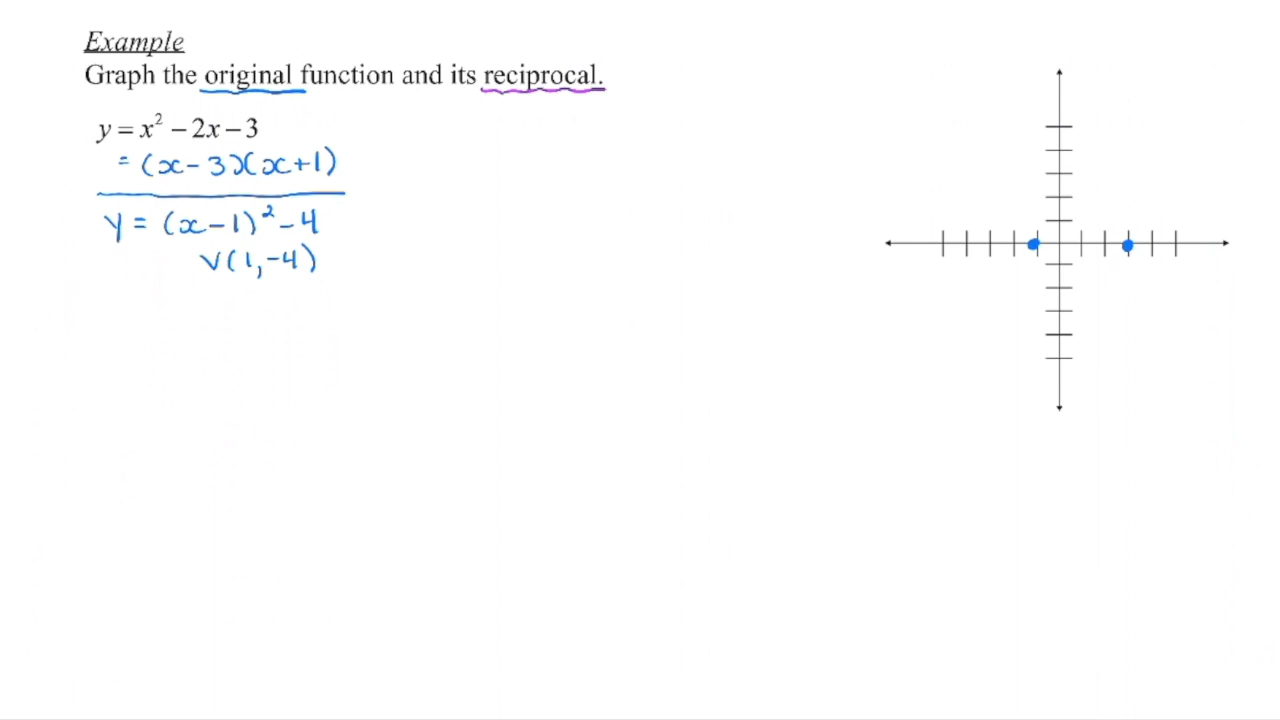 Example
Graph the original function and its reciprocal.
y = x² − 2x − 3
= (x − 3)(x + 1)
y = (x − 1)² − 4
V(1, −4)